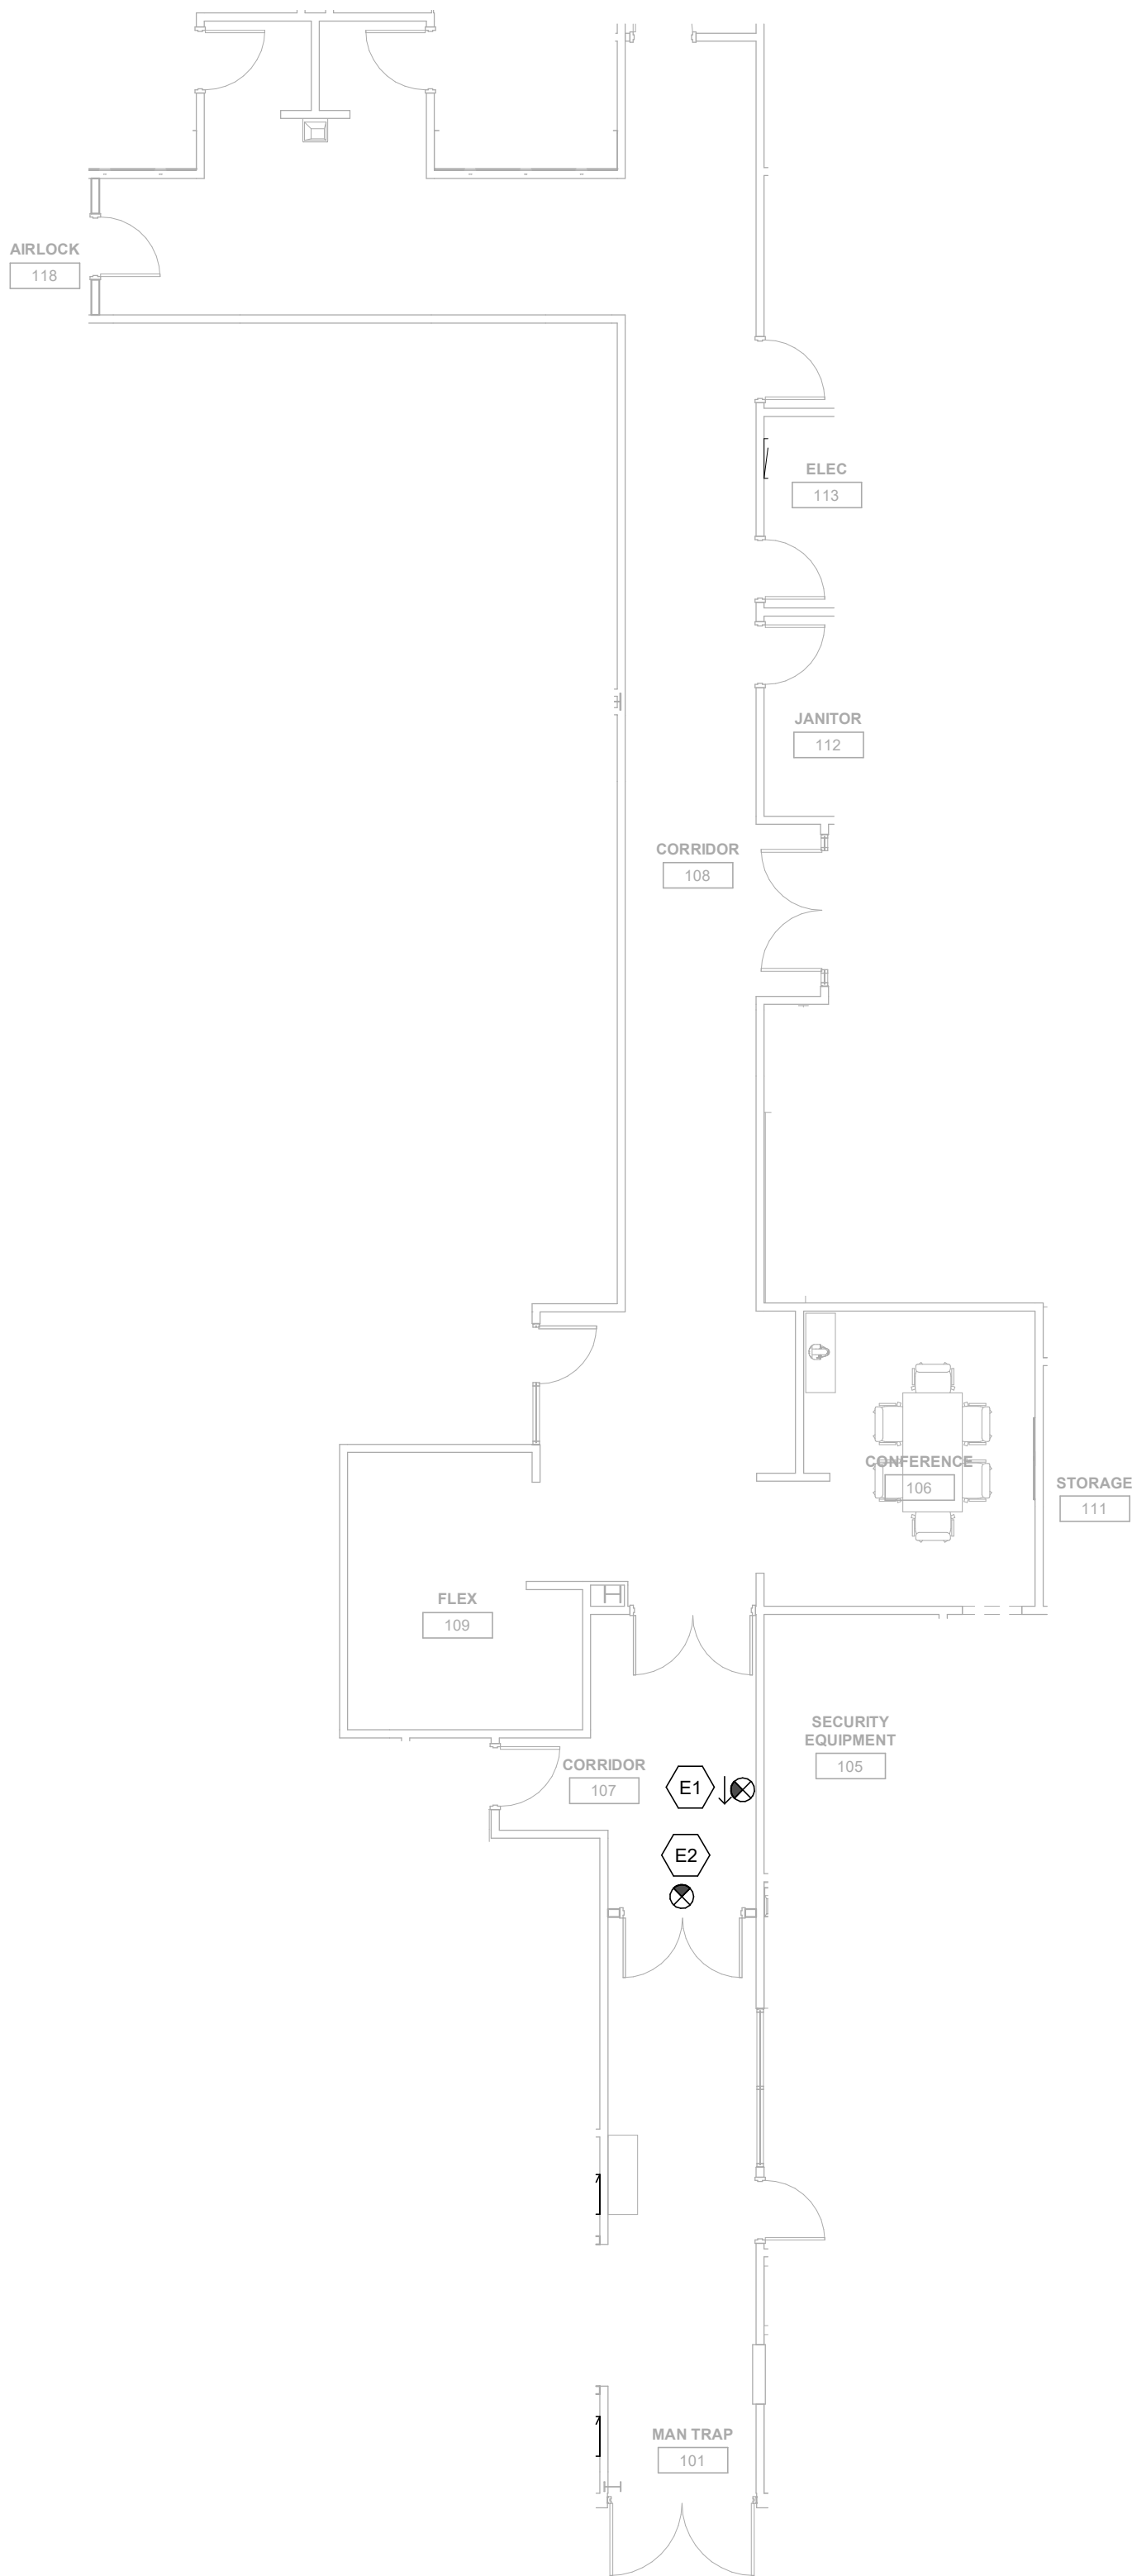 AIRLOCK
118
ELEC
113
JANITOR
112
CORRIDOR
108
CONFERENCE
106
STORAGE
111
FLEX
109
SECURITY
EQUIPMENT
105
CORRIDOR
107
E1
E2
MAN TRAP
101